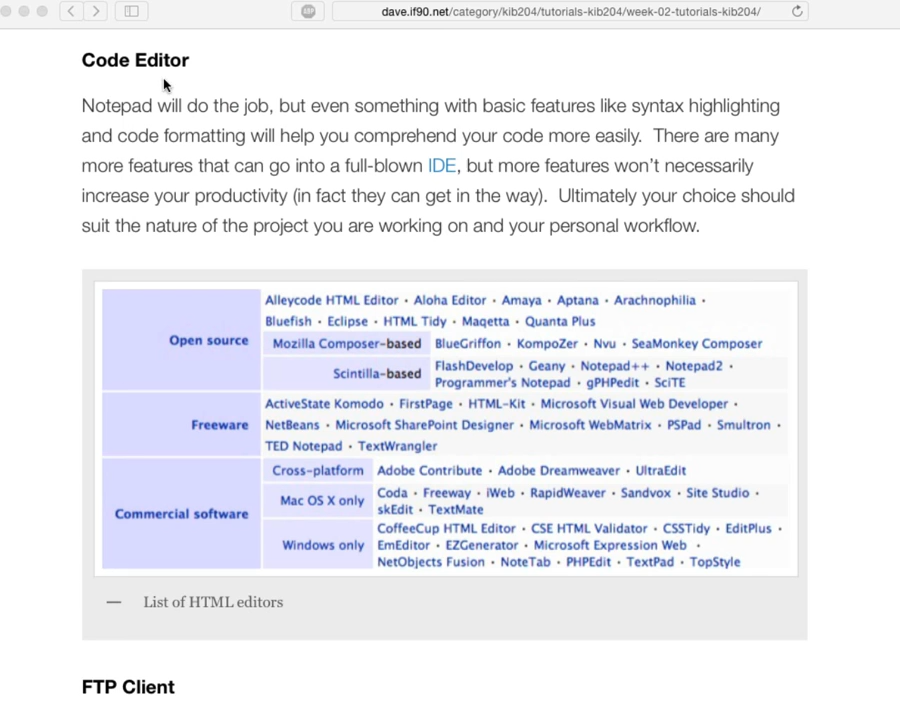 dave.if90.net/category/kib204/tutorials-kib204/week-02-tutorials-kib204/
Code Editor
Notepad will do the job, but even something with basic features like syntax highlighting
and code formatting will help you comprehend your code more easily.  There are many
more features that can go into a full-blown IDE, but more features won't necessarily
increase your productivity (in fact they can get in the way).  Ultimately your choice should
suit the nature of the project you are working on and your personal workflow.
Open source
Alleycode HTML Editor · Aloha Editor · Amaya · Aptana · Arachnophilia ·
Bluefish · Eclipse · HTML Tidy · Maqetta · Quanta Plus
Mozilla Composer-based
BlueGriffon · KompoZer · Nvu · SeaMonkey Composer
Scintilla-based
FlashDevelop · Geany · Notepad++ · Notepad2 ·
Programmer's Notepad · gPHPedit · SciTE
Freeware
ActiveState Komodo · FirstPage · HTML-Kit · Microsoft Visual Web Developer ·
NetBeans · Microsoft SharePoint Designer · Microsoft WebMatrix · PSPad · Smultron ·
TED Notepad · TextWrangler
Commercial software
Cross-platform
Adobe Contribute · Adobe Dreamweaver · UltraEdit
Mac OS X only
Coda · Freeway · iWeb · RapidWeaver · Sandvox · Site Studio ·
skEdit · TextMate
Windows only
CoffeeCup HTML Editor · CSE HTML Validator · CSSTidy · EditPlus ·
EmEditor · EZGenerator · Microsoft Expression Web ·
NetObjects Fusion · NoteTab · PHPEdit · TextPad · TopStyle
— List of HTML editors
FTP Client